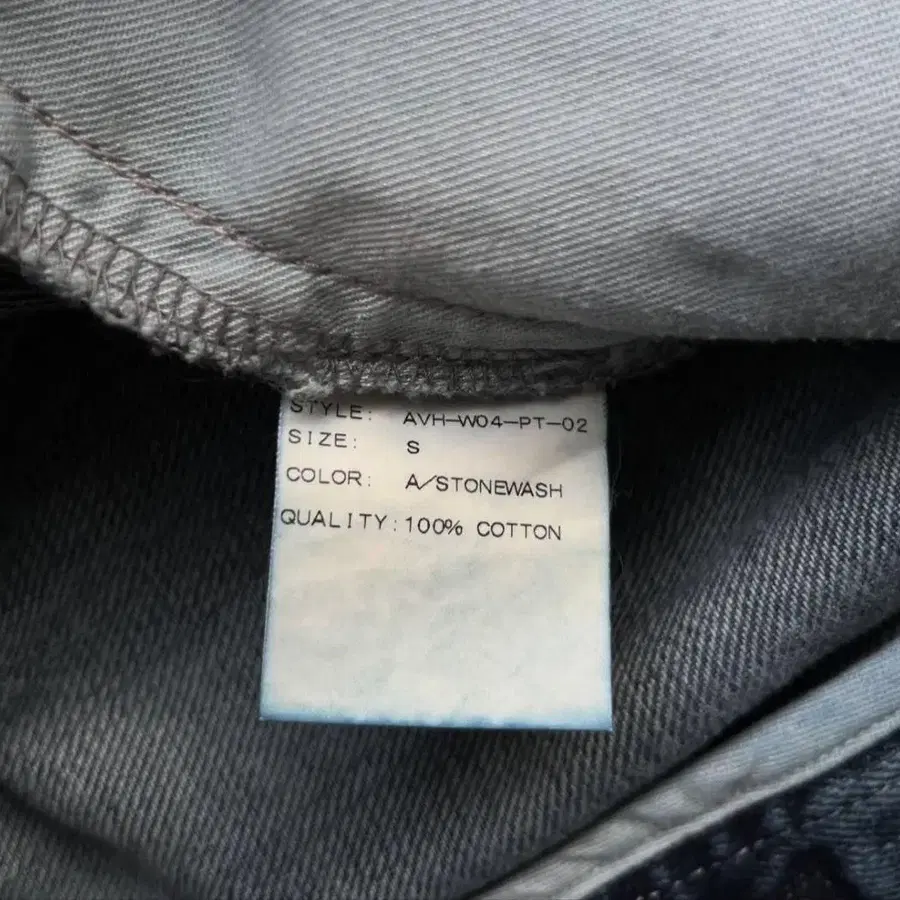 STYLE: AVH-W04-PT-02
SIZE: S
COLOR: A/STONEWASH
QUALITY: 100% COTTON